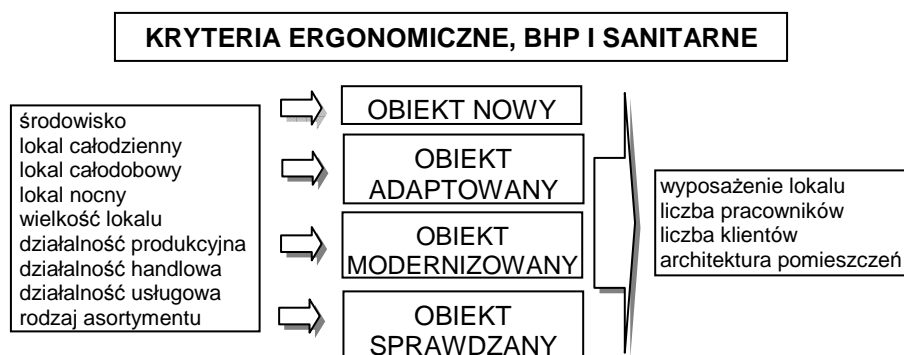 KRYTERIA ERGONOMICZNE, BHP I SANITARNE
środowisko
lokal całodzienny
lokal całodobowy
lokal nocny
wielkość lokalu
działalność produkcyjna
działalność handlowa
działalność usługowa
rodzaj asortymentu
OBIEKT NOWY
OBIEKT
ADAPTOWANY
OBIEKT
MODERNIZOWANY
OBIEKT
SPRAWDZANY
wyposażenie lokalu
liczba pracowników
liczba klientów
architektura pomieszczeń